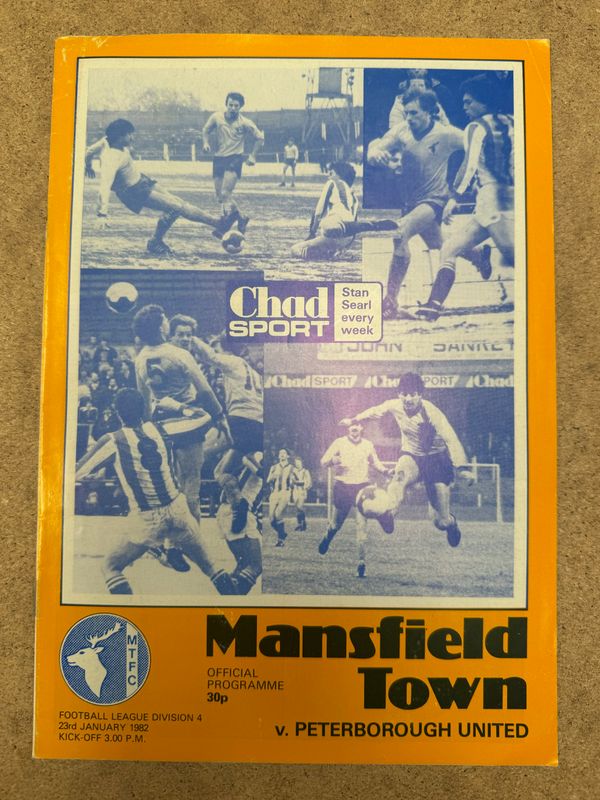 Chad
SPORT
Stan
Searl
every
week
JOHN SANKEY
Chad SPORT
Chad SPORT
Chad
MTFC
Mansfield
Town
OFFICIAL
PROGRAMME
30p
v. PETERBOROUGH UNITED
FOOTBALL LEAGUE DIVISION 4
23rd JANUARY 1982
KICK-OFF 3.00 P.M.